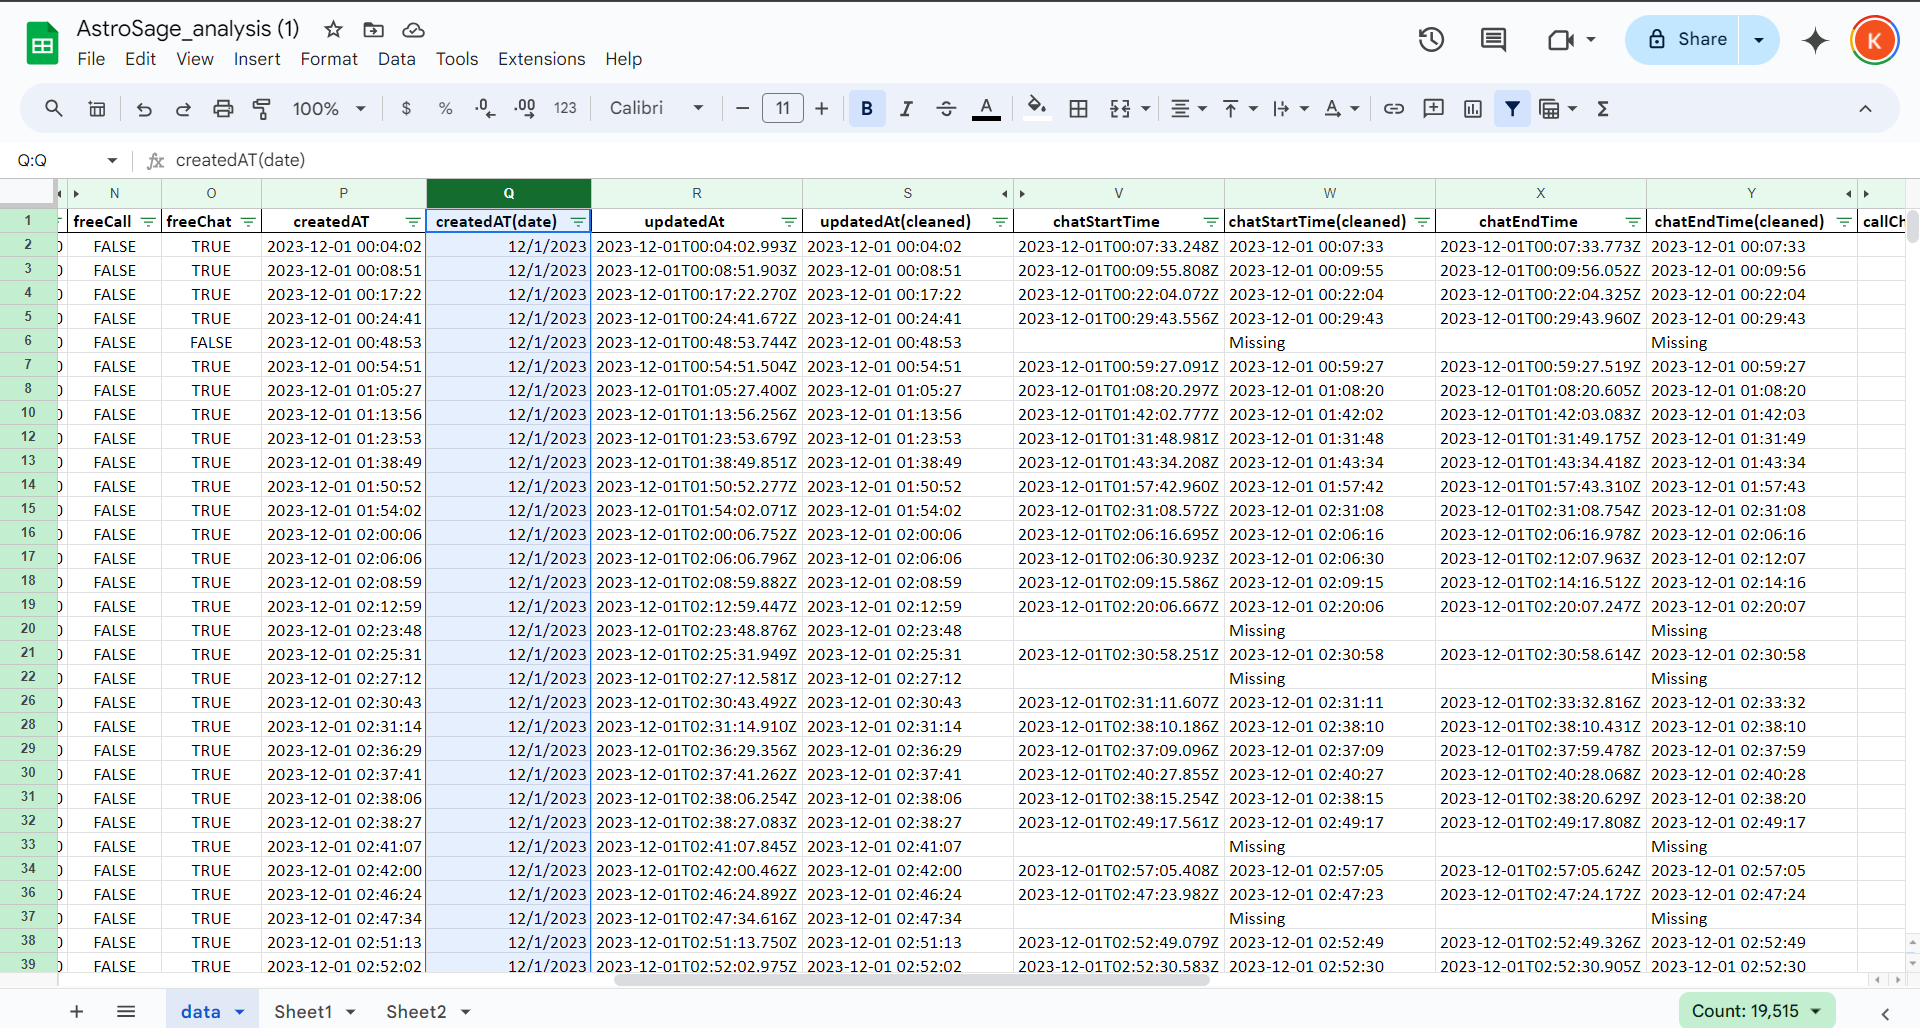 AstroSage_analysis (1)
File Edit View Insert Format Data Tools Extensions Help
Share
K
100% $ % .0 .00 123 Calibri 11 B I A
Q:Q fx createdAT(date)
N O P Q R S V W X Y
1 freeCall freeChat createdAT createdAT(date) updatedAt updatedAt(cleaned) chatStartTime chatStartTime(cleaned) chatEndTime chatEndTime(cleaned)
2 FALSE TRUE 2023-12-01 00:04:02 12/1/2023 2023-12-01T00:04:02.993Z 2023-12-01 00:04:02 2023-12-01T00:07:33.248Z 2023-12-01 00:07:33 2023-12-01T00:07:33.773Z 2023-12-01 00:07:33
3 FALSE TRUE 2023-12-01 00:08:51 12/1/2023 2023-12-01T00:08:51.903Z 2023-12-01 00:08:51 2023-12-01T00:09:55.808Z 2023-12-01 00:09:55 2023-12-01T00:09:56.052Z 2023-12-01 00:09:56
4 FALSE TRUE 2023-12-01 00:17:22 12/1/2023 2023-12-01T00:17:22.270Z 2023-12-01 00:17:22 2023-12-01T00:22:04.072Z 2023-12-01 00:22:04 2023-12-01T00:22:04.325Z 2023-12-01 00:22:04
5 FALSE TRUE 2023-12-01 00:24:41 12/1/2023 2023-12-01T00:24:41.672Z 2023-12-01 00:24:41 2023-12-01T00:29:43.556Z 2023-12-01 00:29:43 2023-12-01T00:29:43.960Z 2023-12-01 00:29:43
6 FALSE FALSE 2023-12-01 00:48:53 12/1/2023 2023-12-01T00:48:53.744Z 2023-12-01 00:48:53 Missing Missing
7 FALSE TRUE 2023-12-01 00:54:51 12/1/2023 2023-12-01T00:54:51.504Z 2023-12-01 00:54:51 2023-12-01T00:59:27.091Z 2023-12-01 00:59:27 2023-12-01T00:59:27.519Z 2023-12-01 00:59:27
8 FALSE TRUE 2023-12-01 01:05:27 12/1/2023 2023-12-01T01:05:27.400Z 2023-12-01 01:05:27 2023-12-01T01:08:20.297Z 2023-12-01 01:08:20 2023-12-01T01:08:20.605Z 2023-12-01 01:08:20
10 FALSE TRUE 2023-12-01 01:13:56 12/1/2023 2023-12-01T01:13:56.256Z 2023-12-01 01:13:56 2023-12-01T01:42:02.777Z 2023-12-01 01:42:02 2023-12-01T01:42:03.083Z 2023-12-01 01:42:03
12 FALSE TRUE 2023-12-01 01:23:53 12/1/2023 2023-12-01T01:23:53.679Z 2023-12-01 01:23:53 2023-12-01T01:31:48.981Z 2023-12-01 01:31:48 2023-12-01T01:31:49.175Z 2023-12-01 01:31:49
13 FALSE TRUE 2023-12-01 01:38:49 12/1/2023 2023-12-01T01:38:49.851Z 2023-12-01 01:38:49 2023-12-01T01:43:34.208Z 2023-12-01 01:43:34 2023-12-01T01:43:34.418Z 2023-12-01 01:43:34
14 FALSE TRUE 2023-12-01 01:50:52 12/1/2023 2023-12-01T01:50:52.277Z 2023-12-01 01:50:52 2023-12-01T01:57:42.960Z 2023-12-01 01:57:42 2023-12-01T01:57:43.310Z 2023-12-01 01:57:43
15 FALSE TRUE 2023-12-01 01:54:02 12/1/2023 2023-12-01T01:54:02.071Z 2023-12-01 01:54:02 2023-12-01T02:31:08.572Z 2023-12-01 02:31:08 2023-12-01T02:31:08.754Z 2023-12-01 02:31:08
16 FALSE TRUE 2023-12-01 02:00:06 12/1/2023 2023-12-01T02:00:06.752Z 2023-12-01 02:00:06 2023-12-01T02:06:16.695Z 2023-12-01 02:06:16 2023-12-01T02:06:16.978Z 2023-12-01 02:06:16
17 FALSE TRUE 2023-12-01 02:06:06 12/1/2023 2023-12-01T02:06:06.796Z 2023-12-01 02:06:06 2023-12-01T02:06:30.923Z 2023-12-01 02:06:30 2023-12-01T02:12:07.963Z 2023-12-01 02:12:07
18 FALSE TRUE 2023-12-01 02:08:59 12/1/2023 2023-12-01T02:08:59.882Z 2023-12-01 02:08:59 2023-12-01T02:09:15.586Z 2023-12-01 02:09:15 2023-12-01T02:14:16.512Z 2023-12-01 02:14:16
19 FALSE TRUE 2023-12-01 02:12:59 12/1/2023 2023-12-01T02:12:59.447Z 2023-12-01 02:12:59 2023-12-01T02:20:06.667Z 2023-12-01 02:20:06 2023-12-01T02:20:07.247Z 2023-12-01 02:20:07
20 FALSE TRUE 2023-12-01 02:23:48 12/1/2023 2023-12-01T02:23:48.876Z 2023-12-01 02:23:48 Missing Missing
21 FALSE TRUE 2023-12-01 02:25:31 12/1/2023 2023-12-01T02:25:31.949Z 2023-12-01 02:25:31 2023-12-01T02:30:58.251Z 2023-12-01 02:30:58 2023-12-01T02:30:58.614Z 2023-12-01 02:30:58
22 FALSE TRUE 2023-12-01 02:27:12 12/1/2023 2023-12-01T02:27:12.581Z 2023-12-01 02:27:12 Missing Missing
26 FALSE TRUE 2023-12-01 02:30:43 12/1/2023 2023-12-01T02:30:43.492Z 2023-12-01 02:30:43 2023-12-01T02:31:11.607Z 2023-12-01 02:31:11 2023-12-01T02:33:32.816Z 2023-12-01 02:33:32
28 FALSE TRUE 2023-12-01 02:31:14 12/1/2023 2023-12-01T02:31:14.910Z 2023-12-01 02:31:14 2023-12-01T02:38:10.186Z 2023-12-01 02:38:10 2023-12-01T02:38:10.431Z 2023-12-01 02:38:10
29 FALSE TRUE 2023-12-01 02:36:29 12/1/2023 2023-12-01T02:36:29.356Z 2023-12-01 02:36:29 2023-12-01T02:37:09.096Z 2023-12-01 02:37:09 2023-12-01T02:37:59.478Z 2023-12-01 02:37:59
30 FALSE TRUE 2023-12-01 02:37:41 12/1/2023 2023-12-01T02:37:41.262Z 2023-12-01 02:37:41 2023-12-01T02:40:27.855Z 2023-12-01 02:40:27 2023-12-01T02:40:28.068Z 2023-12-01 02:40:28
31 FALSE TRUE 2023-12-01 02:38:06 12/1/2023 2023-12-01T02:38:06.254Z 2023-12-01 02:38:06 2023-12-01T02:38:15.254Z 2023-12-01 02:38:15 2023-12-01T02:38:20.629Z 2023-12-01 02:38:20
32 FALSE TRUE 2023-12-01 02:38:27 12/1/2023 2023-12-01T02:38:27.083Z 2023-12-01 02:38:27 2023-12-01T02:49:17.561Z 2023-12-01 02:49:17 2023-12-01T02:49:17.808Z 2023-12-01 02:49:17
33 FALSE TRUE 2023-12-01 02:41:07 12/1/2023 2023-12-01T02:41:07.845Z 2023-12-01 02:41:07 Missing Missing
34 FALSE TRUE 2023-12-01 02:42:00 12/1/2023 2023-12-01T02:42:00.462Z 2023-12-01 02:42:00 2023-12-01T02:57:05.408Z 2023-12-01 02:57:05 2023-12-01T02:57:05.624Z 2023-12-01 02:57:05
36 FALSE TRUE 2023-12-01 02:46:24 12/1/2023 2023-12-01T02:46:24.892Z 2023-12-01 02:46:24 2023-12-01T02:47:23.982Z 2023-12-01 02:47:23 2023-12-01T02:47:24.172Z 2023-12-01 02:47:24
37 FALSE TRUE 2023-12-01 02:47:34 12/1/2023 2023-12-01T02:47:34.616Z 2023-12-01 02:47:34 Missing Missing
38 FALSE TRUE 2023-12-01 02:51:13 12/1/2023 2023-12-01T02:51:13.750Z 2023-12-01 02:51:13 2023-12-01T02:52:49.079Z 2023-12-01 02:52:49 2023-12-01T02:52:49.326Z 2023-12-01 02:52:49
39 FALSE TRUE 2023-12-01 02:52:02 12/1/2023 2023-12-01T02:52:02.975Z 2023-12-01 02:52:02 2023-12-01T02:52:30.583Z 2023-12-01 02:52:30 2023-12-01T02:52:30.905Z 2023-12-01 02:52:30
data Sheet1 Sheet2 Count: 19,515